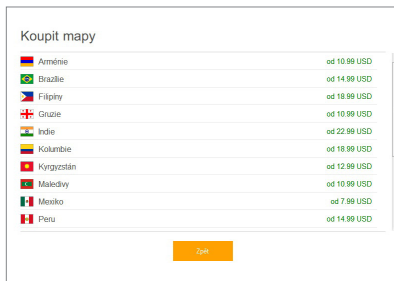 Koupit mapy
Arménie od 10.99 USD
Brazílie od 14.99 USD
Filipíny od 18.99 USD
Gruzie od 10.99 USD
Indie od 22.99 USD
Kolumbie od 18.99 USD
Kyrgyzstán od 12.99 USD
Maledivy od 10.99 USD
Mexiko od 7.99 USD
Peru od 14.99 USD
Zpět